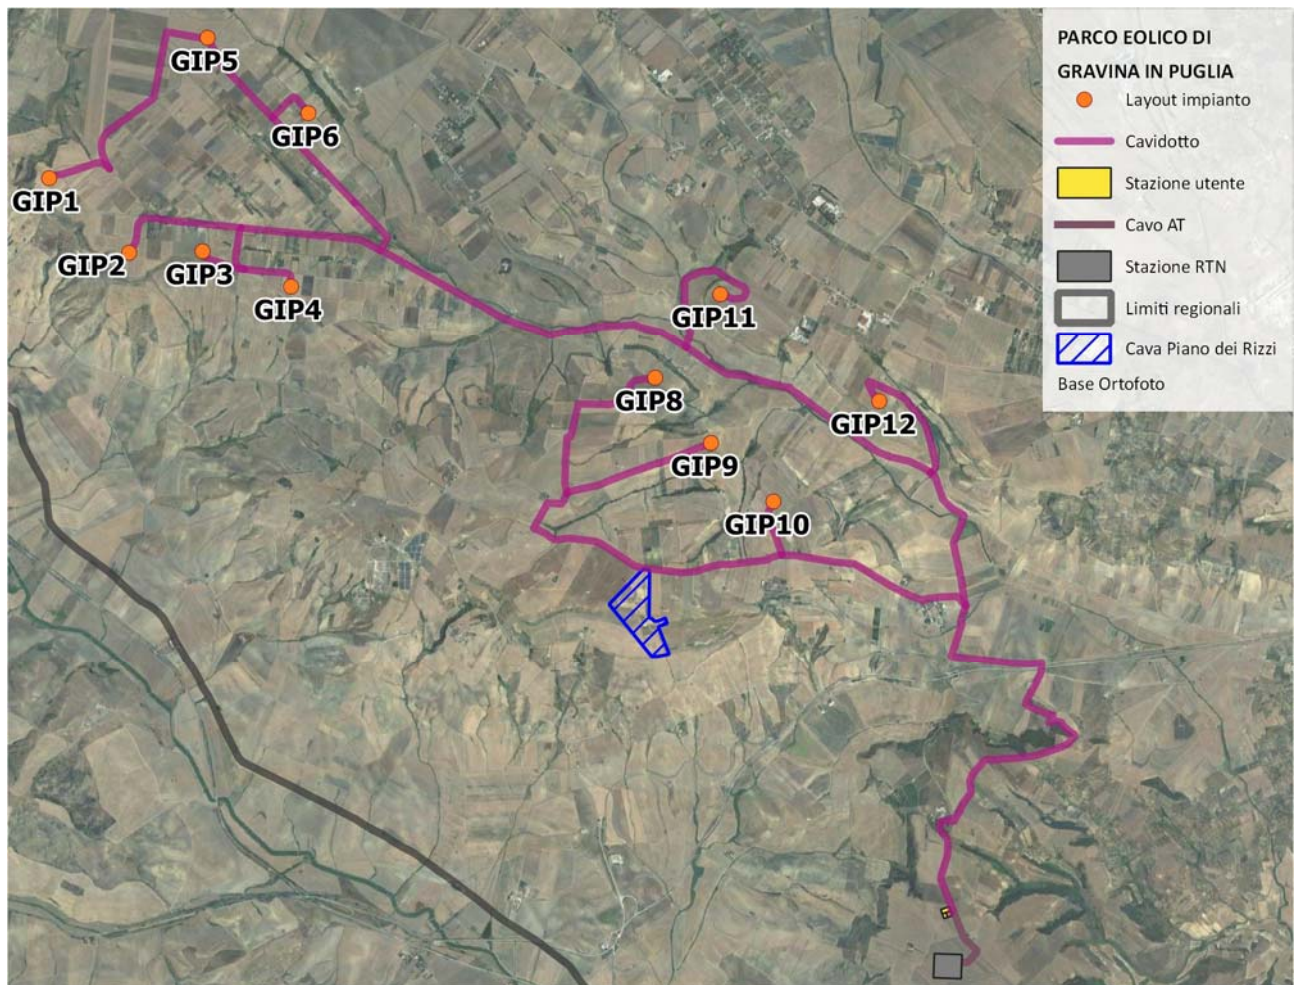 PARCO EOLICO DI
GRAVINA IN PUGLIA
Layout impianto
Cavidotto
Stazione utente
Cavo AT
Stazione RTN
Limiti regionali
Cava Piano dei Rizzi
Base Ortofoto
GIP5
GIP6
GIP1
GIP2
GIP3
GIP4
GIP11
GIP8
GIP12
GIP9
GIP10